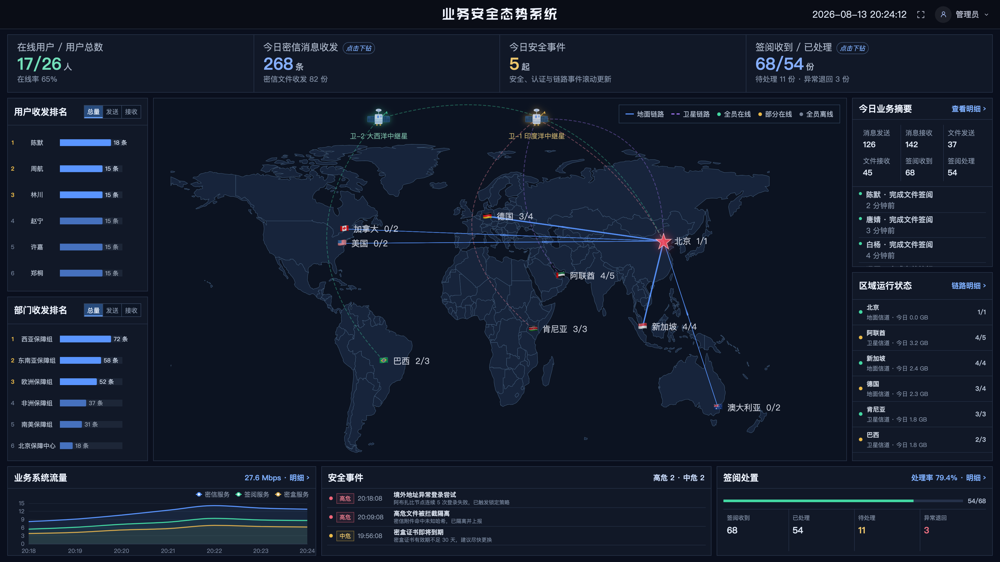 业务安全态势系统
2026-08-13 20:24:12
管理员
在线用户 / 用户总数
17/26 人
在线率 65%
今日密信消息收发 点击下钻
268 条
密信文件收发 82 份
今日安全事件
5 起
安全、认证与链路事件滚动更新
签阅收到 / 已处理 点击下钻
68/54 份
待处理 11 份 · 异常退回 3 份
用户收发排名 总量 发送 接收
1 陈默 18 条
2 周航 15 条
3 林川 15 条
4 赵宁 15 条
5 许嘉 15 条
6 郑桐 15 条
部门收发排名 总量 发送 接收
1 西亚保障组 72 条
2 东南亚保障组 58 条
3 欧洲保障组 52 条
4 非洲保障组 37 条
5 南美保障组 31 条
6 北京保障中心 18 条
地面链路 卫星链路 全员在线 部分在线 全员离线
卫-2 大西洋中继星
卫-1 印度洋中继星
德国 3/4
加拿大 0/2
美国 0/2
北京 1/1
阿联酋 4/5
新加坡 4/4
肯尼亚 3/3
巴西 2/3
澳大利亚 0/2
今日业务摘要 查看明细 ›
消息发送 消息接收 文件发送
126 142 37
文件接收 签阅收到 签阅处理
45 68 54
陈默 · 完成文件签阅
2 分钟前
唐婧 · 完成文件签阅
3 分钟前
白杨 · 完成文件签阅
4 分钟前
区域运行状态 链路明细 ›
北京 1/1
地面信道 · 今日 0.0 GB
阿联酋 4/5
卫星信道 · 今日 3.2 GB
新加坡 4/4
地面信道 · 今日 2.4 GB
德国 3/4
地面信道 · 今日 2.3 GB
肯尼亚 3/3
卫星信道 · 今日 1.8 GB
巴西 2/3
卫星信道 · 今日 1.8 GB
业务系统流量 27.6 Mbps · 明细 ›
密信服务 签阅服务 密盒服务
15
12
9
6
3
0
20:18 20:19 20:20 20:21 20:22 20:23 20:24
安全事件 高危 2 · 中危 2
高危 20:18:08 境外地址异常登录尝试
阿布扎比节点连续 5 次登录失败，已触发锁定策略
高危 20:09:08 高危文件被拦截隔离
密信附件命中未知哈希，已隔离并上报
中危 19:56:08 密盒证书即将到期
密盒证书有效期不足 30 天，建议尽快更换
签阅处置 处理率 79.4% · 明细 ›
54/68
签阅收到 已处理 待处理 异常退回
68 54 11 3